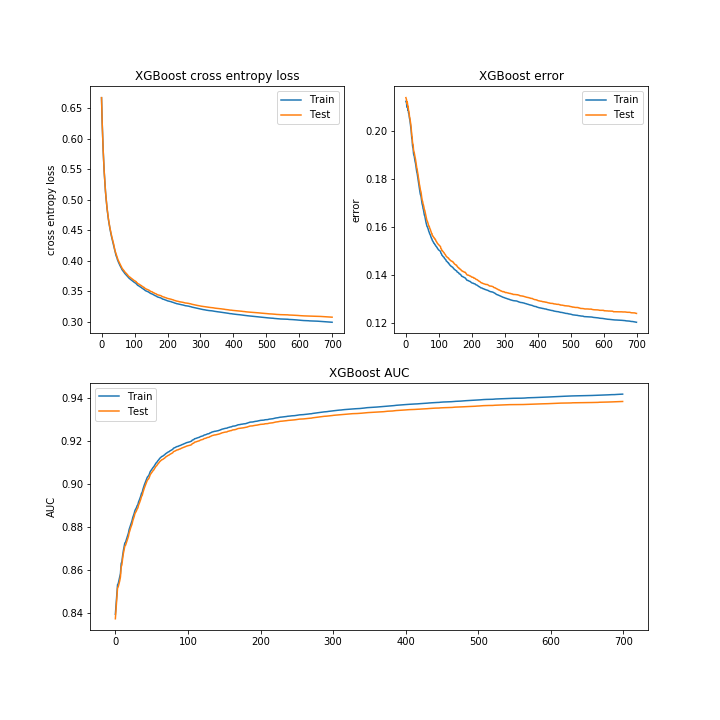 XGBoost cross entropy loss
cross entropy loss
0.65
0.60
0.55
0.50
0.45
0.40
0.35
0.30
0 100 200 300 400 500 600 700
Train
Test
XGBoost error
error
0.20
0.18
0.16
0.14
0.12
0 100 200 300 400 500 600 700
Train
Test
XGBoost AUC
AUC
0.94
0.92
0.90
0.88
0.86
0.84
0 100 200 300 400 500 600 700
Train
Test